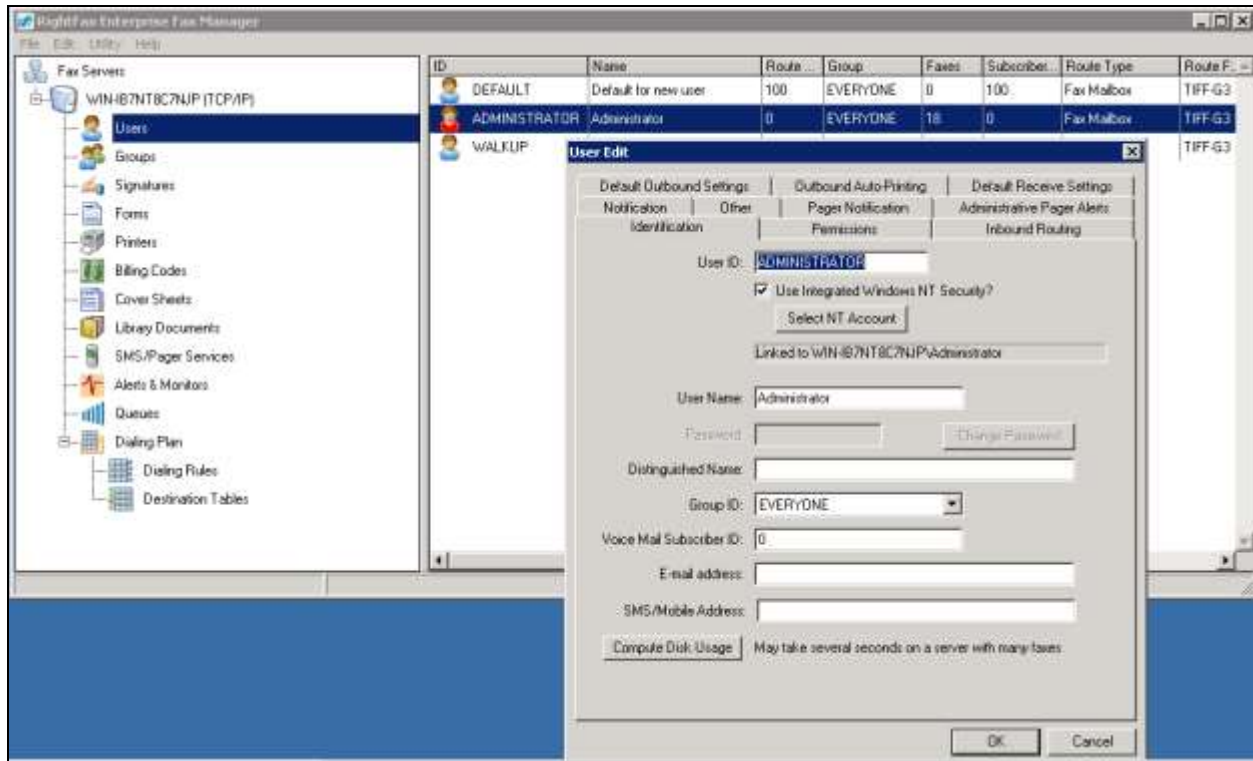 RightFax Enterprise Fax Manager
File Edit Utility Help
Fax Servers
WIN-IB7NT8C7NJP (TCP/IP)
Users
Groups
Signatures
Forms
Printers
Billing Codes
Cover Sheets
Library Documents
SMS/Pager Services
Alerts & Monitors
Queues
Dialing Plan
Dialing Rules
Destination Tables
ID Name Route ... Group Faxes Subscriber... Route Type Route F...
DEFAULT Default for new user 100 EVERYONE 0 100 Fax Mailbox TIFF-G3
ADMINISTRATOR Administrator 0 EVERYONE 18 0 Fax Mailbox TIFF-G3
WALKUP TIFF-G3
User Edit
Default Outbound Settings Outbound Auto-Printing Default Receive Settings
Notification Other Pager Notification Administrative Pager Alerts
Identification Permissions Inbound Routing
User ID: ADMINISTRATOR
Use Integrated Windows NT Security?
Select NT Account
Linked to WIN-IB7NT8C7NJP\Administrator
User Name: Administrator
Password: Change Password
Distinguished Name:
Group ID: EVERYONE
Voice Mail Subscriber ID: 0
E-mail address:
SMS/Mobile Address:
Compute Disk Usage May take several seconds on a server with many faxes
OK Cancel